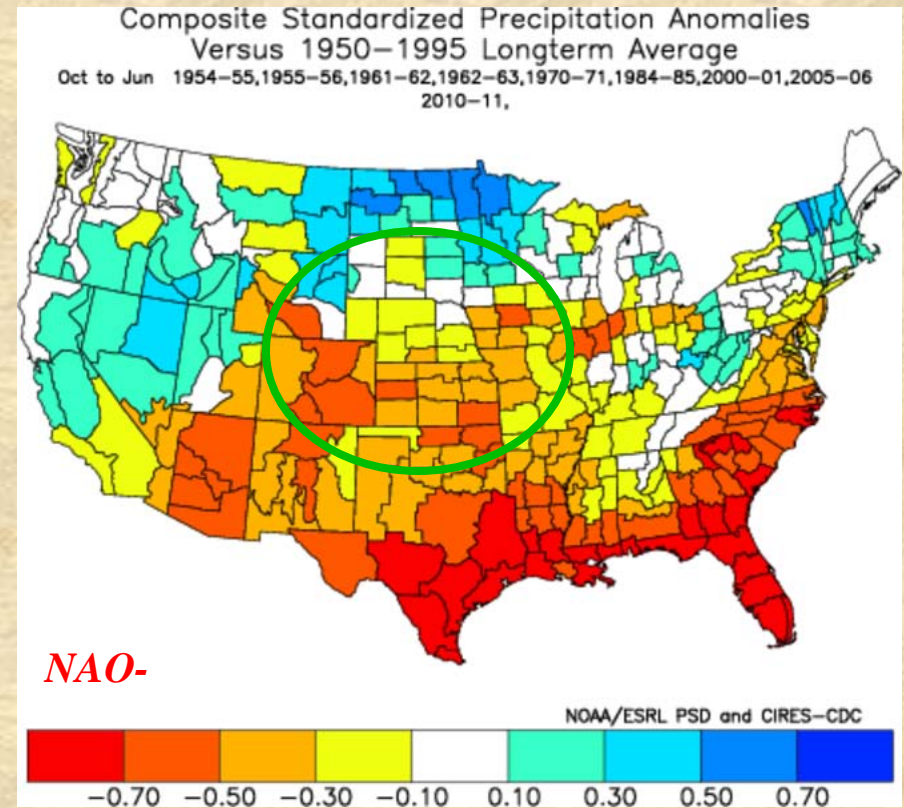 Composite Standardized Precipitation Anomalies
Versus 1950-1995 Longterm Average
Oct to Jun 1954-55,1955-56,1961-62,1962-63,1970-71,1984-85,2000-01,2005-06
2010-11,
NAO-
NOAA/ESRL PSD and CIRES-CDC
-0.70 -0.50 -0.30 -0.10 0.10 0.30 0.50 0.70